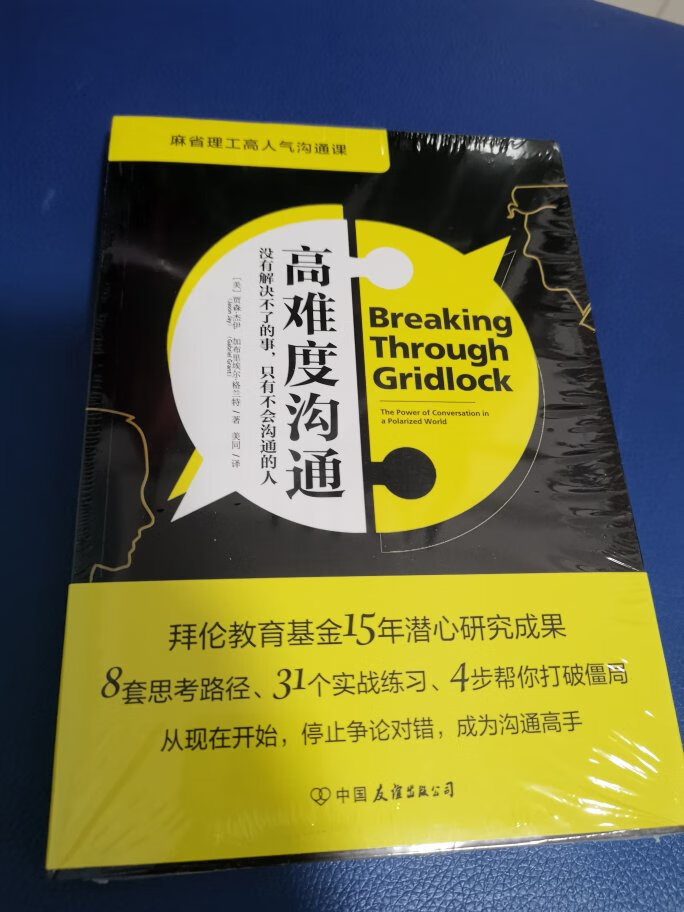 麻省理工高人气沟通课
高难度沟通
没有解决不了的事，只有不会沟通的人
［美］贾森·杰伊 加布里埃尔·格兰特／著 美同／译
(Jason Jay) (Gabriel Grant)
Breaking
Through
Gridlock
The Power of Conversation in
a Polarized World
拜伦教育基金15年潜心研究成果
8套思考路径、31个实战练习、4步帮你打破僵局
从现在开始，停止争论对错，成为沟通高手
中国友谊出版公司